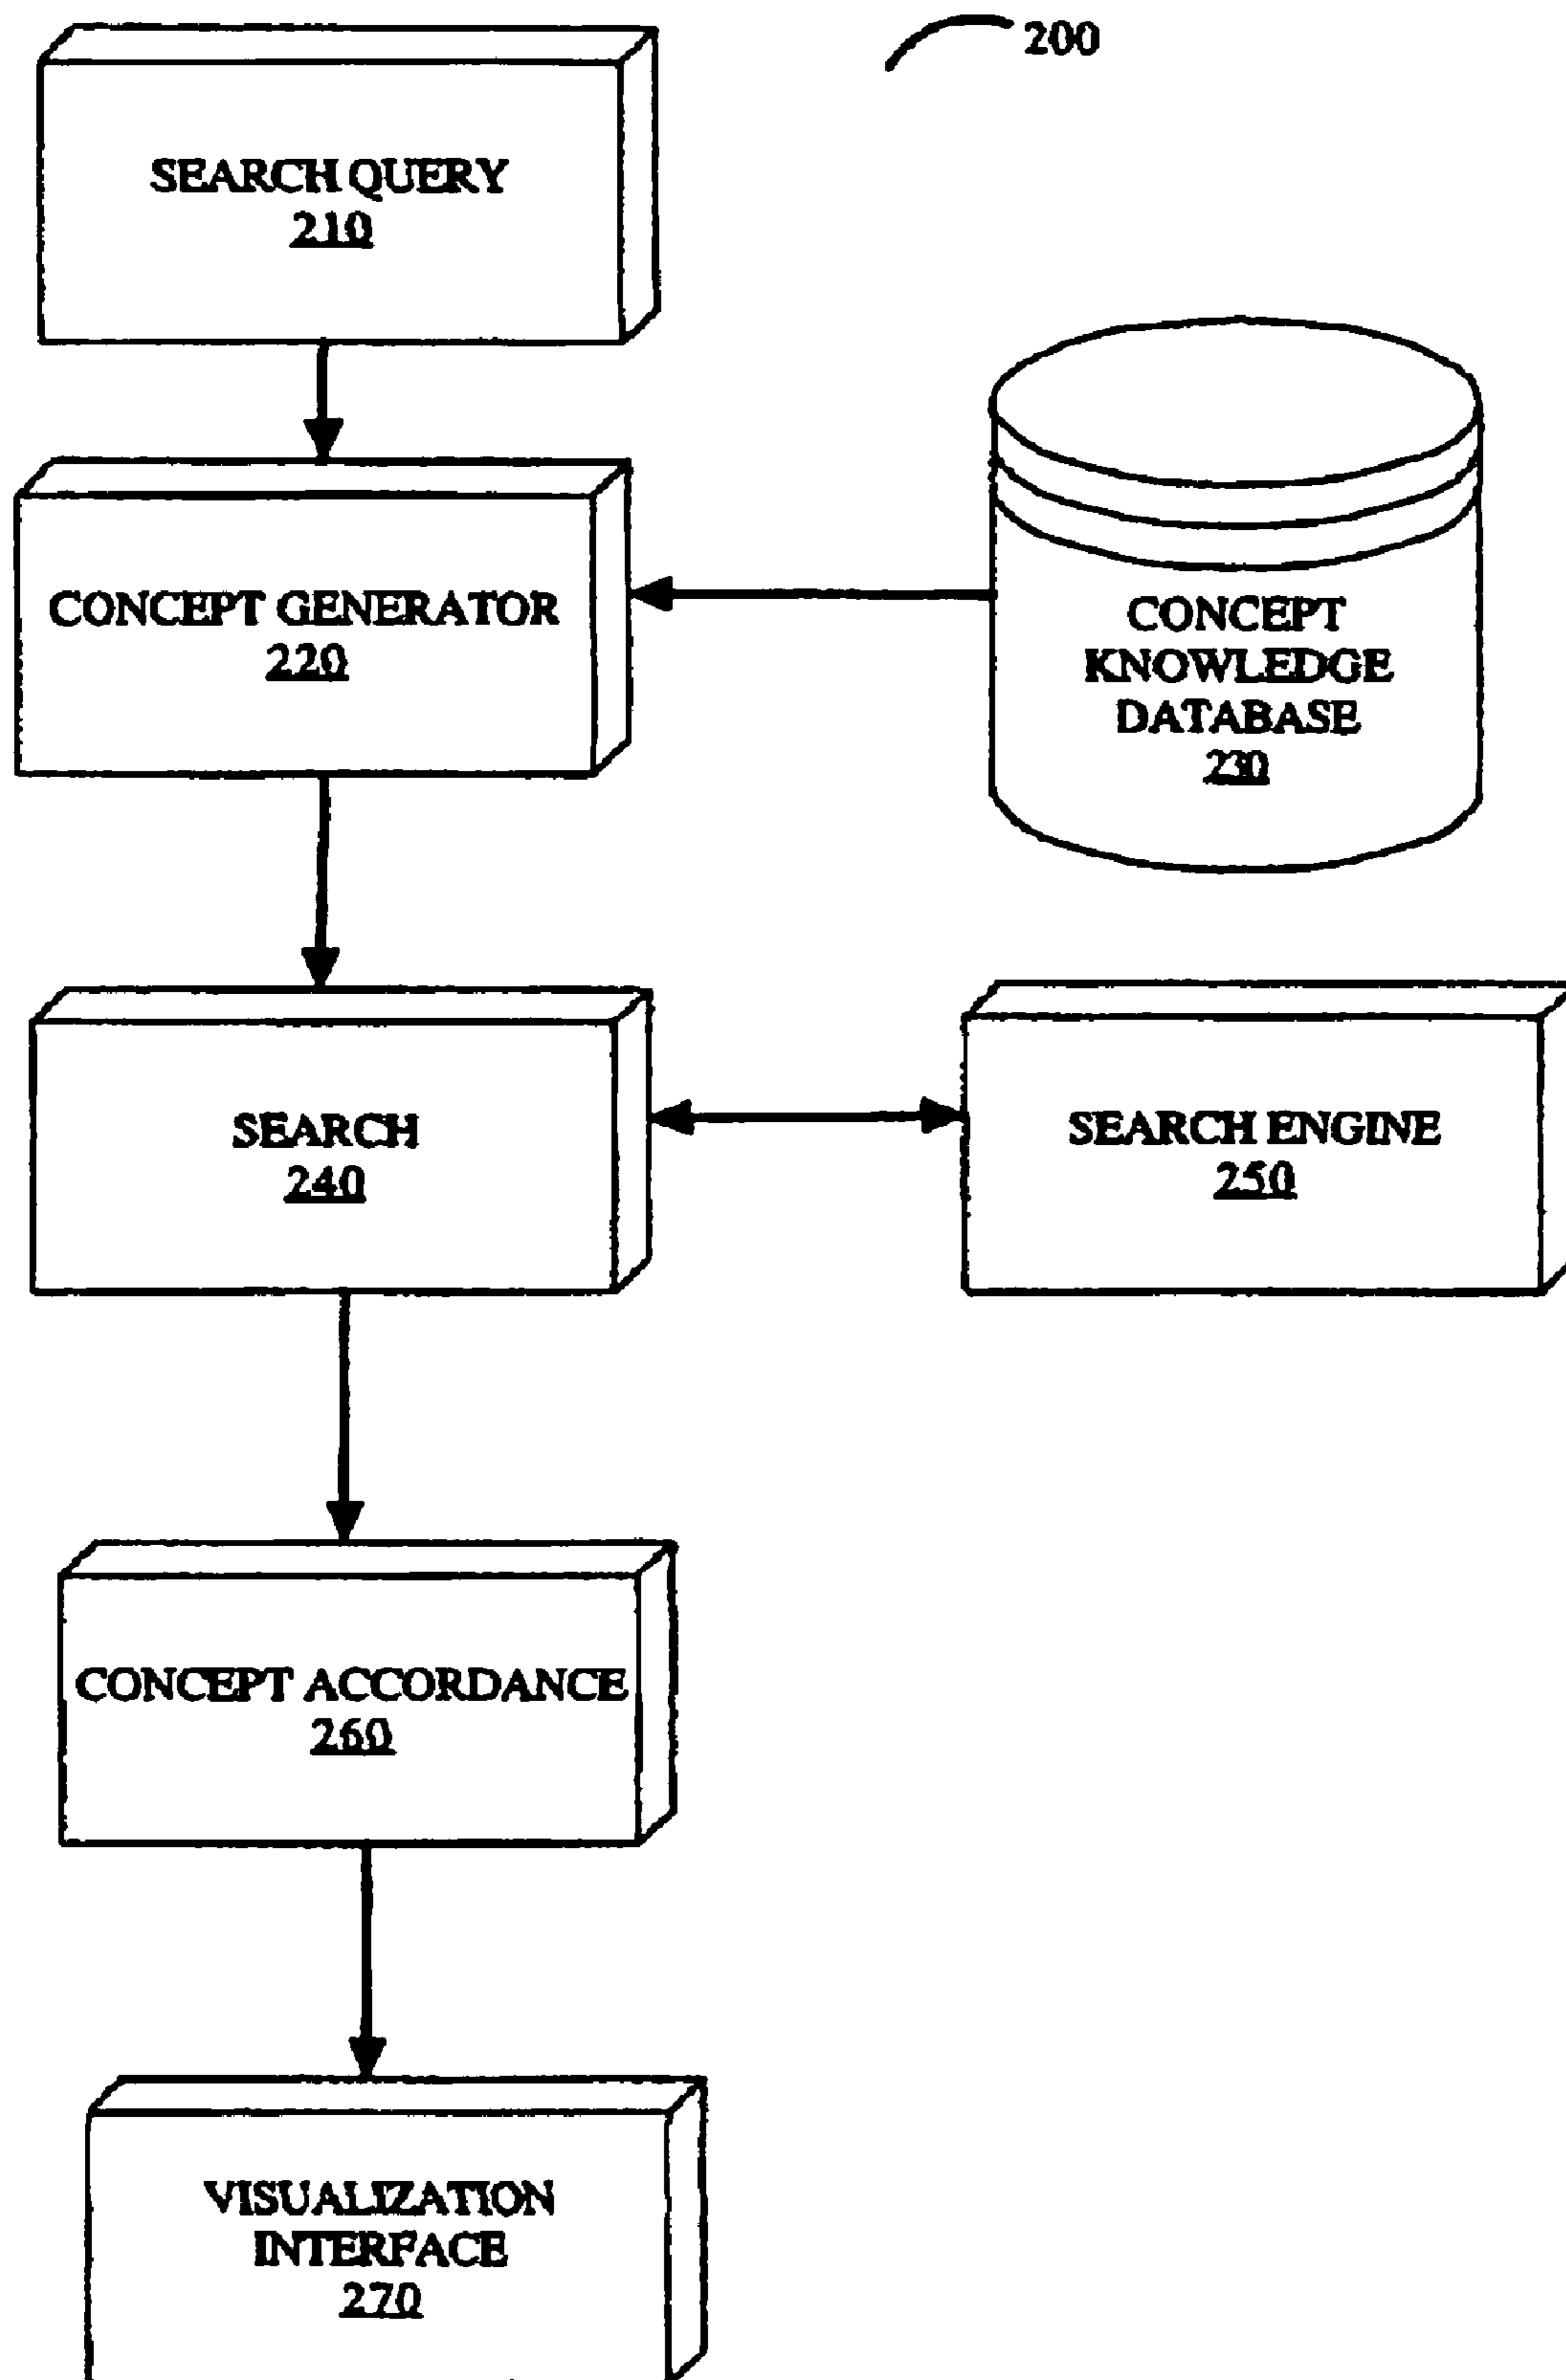 200
SEARCH QUERY
210
CONCEPT GENERATOR
220
CONCEPT
KNOWLEDGE
DATABASE
230
SEARCH
240
SEARCH ENGINE
250
CONCEPT ACCORDANCE
260
VISUALIZATION
INTERFACE
270